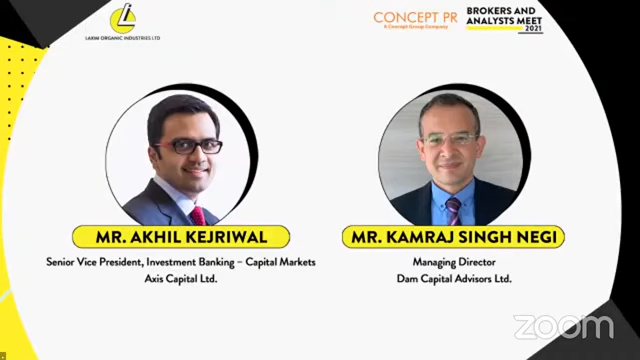 LAXMI ORGANIC INDUSTRIES LTD
CONCEPT PR
A Concept Group Company
BROKERS AND
ANALYSTS MEET
2021
MR. AKHIL KEJRIWAL
Senior Vice President, Investment Banking – Capital Markets
Axis Capital Ltd.
MR. KAMRAJ SINGH NEGI
Managing Director
Dam Capital Advisors Ltd.
zoom